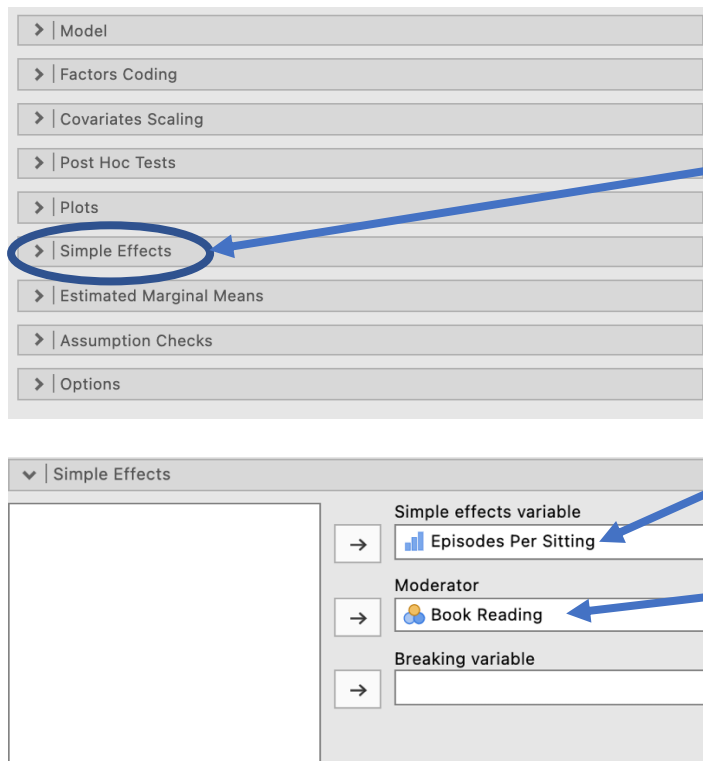 Model
Factors Coding
Covariates Scaling
Post Hoc Tests
Plots
Simple Effects
Estimated Marginal Means
Assumption Checks
Options
Simple Effects
Simple effects variable
Episodes Per Sitting
Moderator
Book Reading
Breaking variable